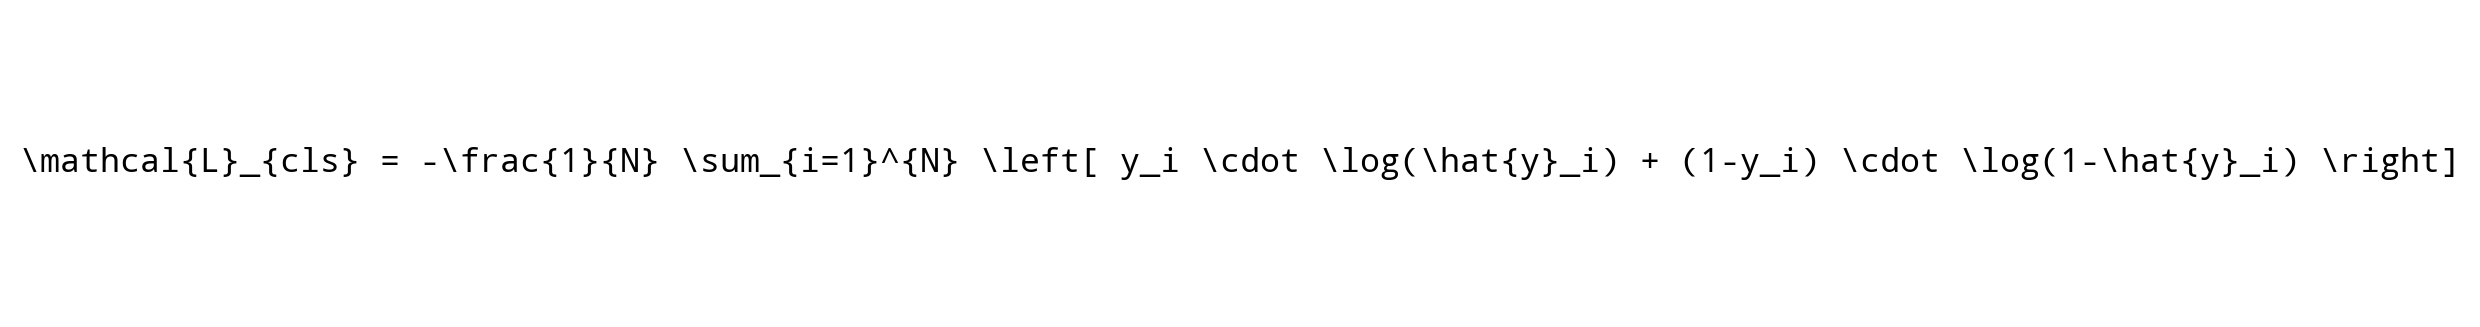 \mathcal{L}_{cls} = -\frac{1}{N} \sum_{i=1}^{N} \left[ y_i \cdot \log(\hat{y}_i) + (1-y_i) \cdot \log(1-\hat{y}_i) \right]